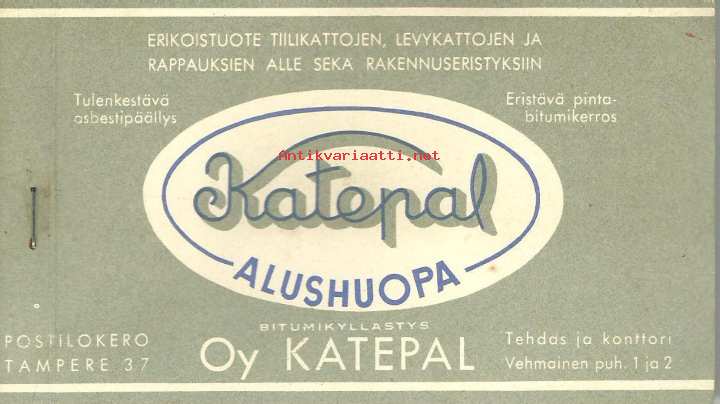 ERIKOISTUOTE TIILIKATTOJEN, LEVYKATTOJEN JA
RAPPAUKSIEN ALLE SEKÄ RAKENNUSERISTYKSIIN
Tulenkestävä
asbestipäällys
Eristävä pinta-
bitumikerros
Antikvariaatti.net
Katepal
ALUSHUOPA
BITUMIKYLLÄSTYS
Oy KATEPAL
POSTILOKERO
TAMPERE 37
Tehdas ja konttori
Vehmainen puh. 1 ja 2